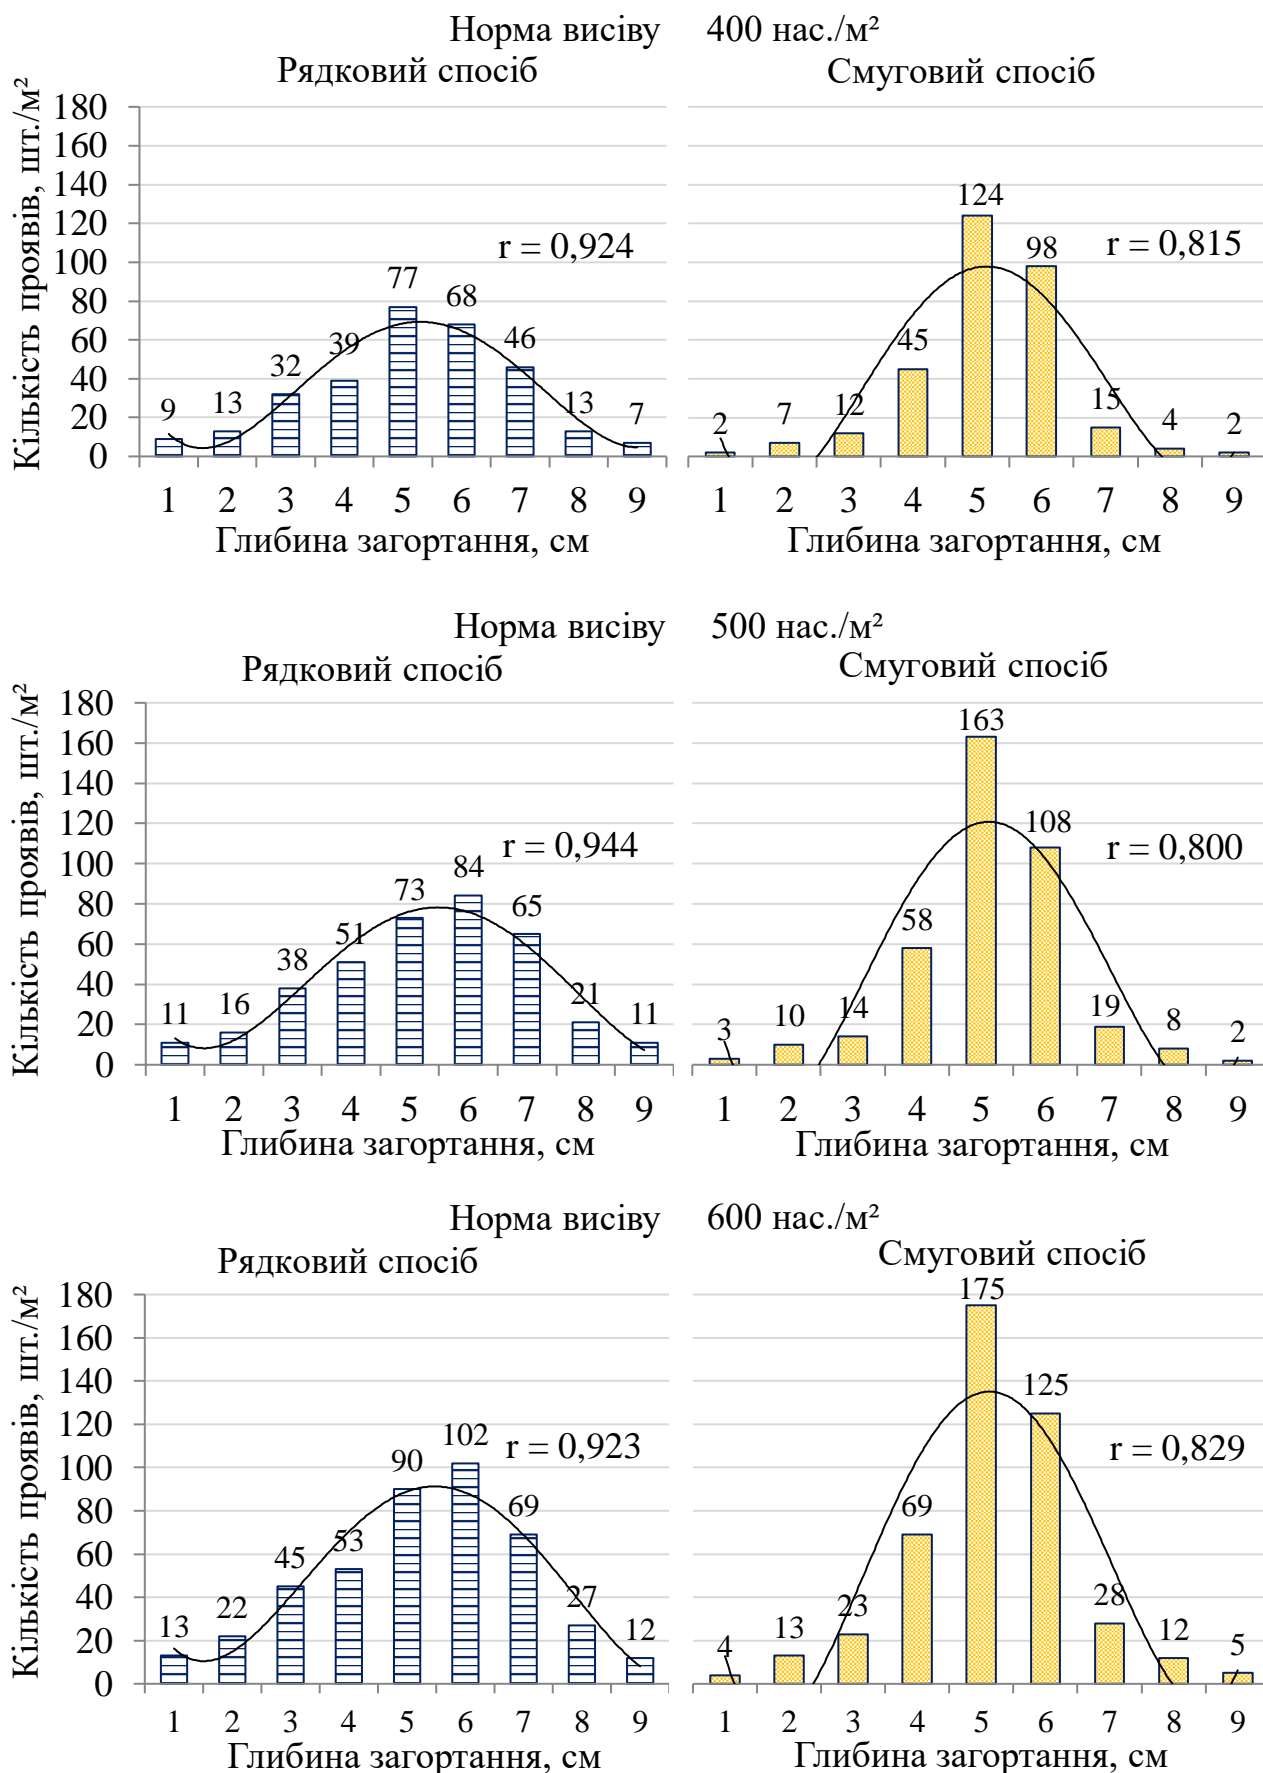 Норма висіву 400 нас./м²
Рядковий спосіб
Смуговий спосіб
Кількість проявів, шт./м²
180
160
140
120
100
80
60
40
20
0
r = 0,924
9 13 32 39 77 68 46 13 7
1 2 3 4 5 6 7 8 9
Глибина загортання, см
r = 0,815
2 7 12 45 124 98 15 4 2
1 2 3 4 5 6 7 8 9
Глибина загортання, см
Норма висіву 500 нас./м²
Рядковий спосіб
Смуговий спосіб
Кількість проявів, шт./м²
180
160
140
120
100
80
60
40
20
0
r = 0,944
11 16 38 51 73 84 65 21 11
1 2 3 4 5 6 7 8 9
Глибина загортання, см
r = 0,800
3 10 14 58 163 108 19 8 2
1 2 3 4 5 6 7 8 9
Глибина загортання, см
Норма висіву 600 нас./м²
Рядковий спосіб
Смуговий спосіб
Кількість проявів, шт./м²
180
160
140
120
100
80
60
40
20
0
r = 0,923
13 22 45 53 90 102 69 27 12
1 2 3 4 5 6 7 8 9
Глибина загортання, см
r = 0,829
4 13 23 69 175 125 28 12 5
1 2 3 4 5 6 7 8 9
Глибина загортання, см